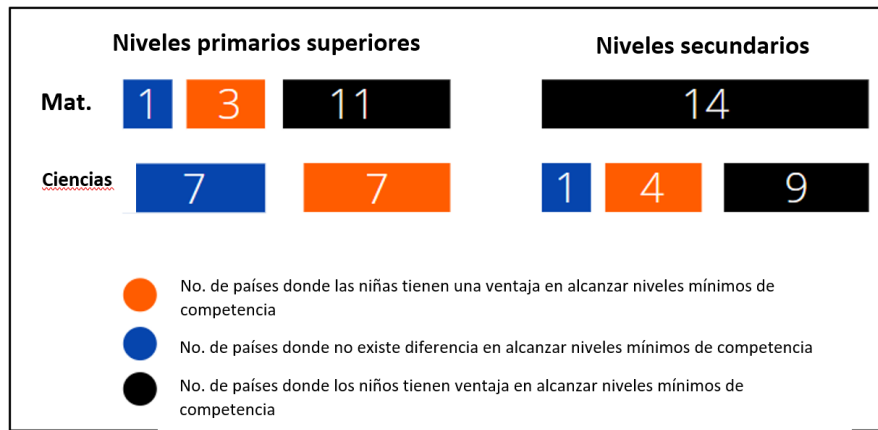 Niveles primarios superiores
Niveles secundarios
Mat.
1 3 11
14
Ciencias
7 7
1 4 9
No. de países donde las niñas tienen una ventaja en alcanzar niveles mínimos de
competencia
No. de países donde no existe diferencia en alcanzar niveles mínimos de competencia
No. de países donde los niños tienen ventaja en alcanzar niveles mínimos de
competencia